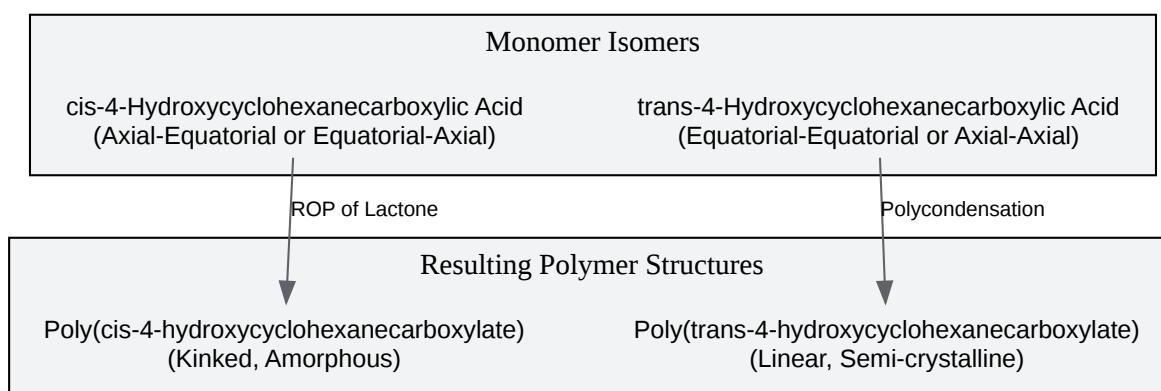 Monomer Isomers
cis-4-Hydroxycyclohexanecarboxylic Acid
(Axial-Equatorial or Equatorial-Axial)
trans-4-Hydroxycyclohexanecarboxylic Acid
(Equatorial-Equatorial or Axial-Axial)
ROP of Lactone
Polycondensation
Resulting Polymer Structures
Poly(cis-4-hydroxycyclohexanecarboxylate)
(Kinked, Amorphous)
Poly(trans-4-hydroxycyclohexanecarboxylate)
(Linear, Semi-crystalline)